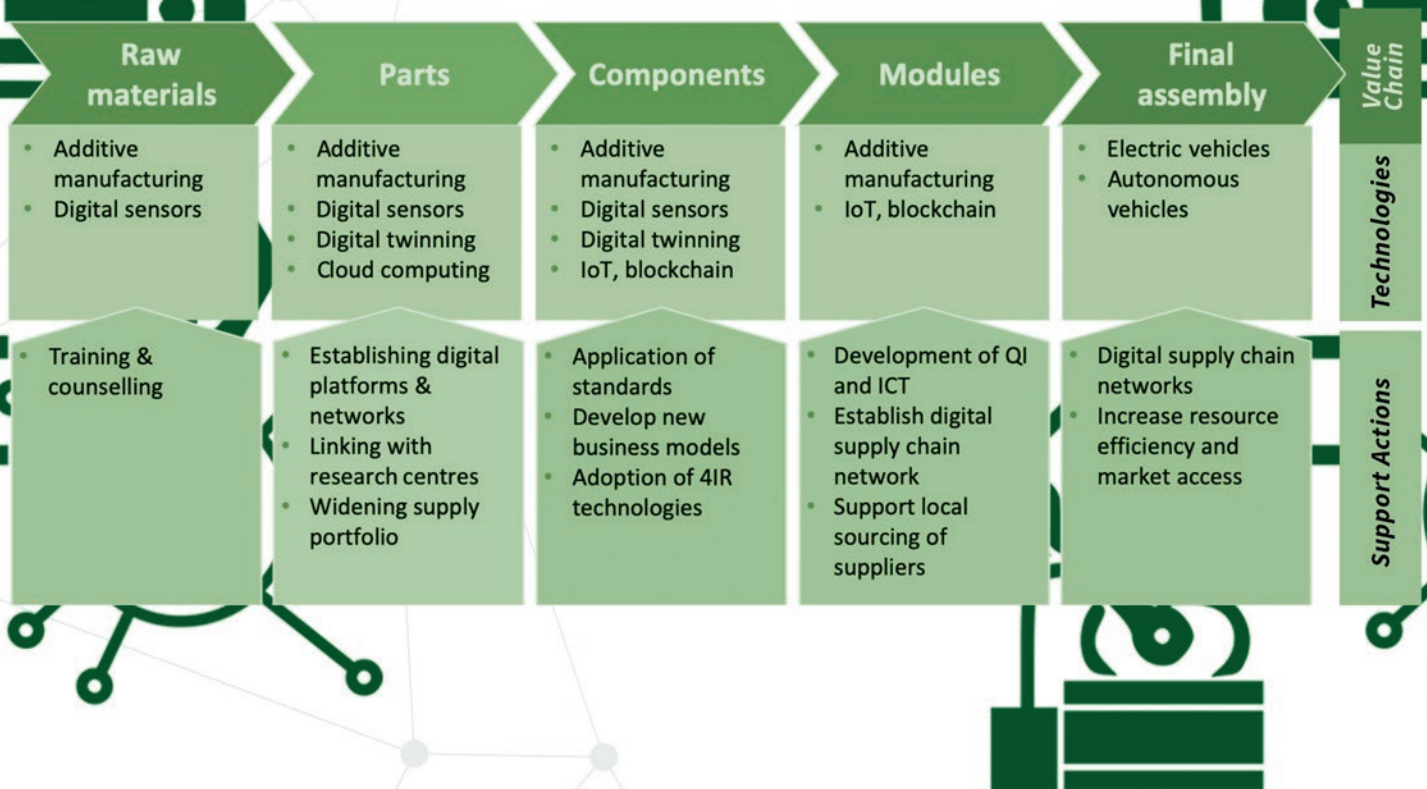 Raw
materials
Parts
Components
Modules
Final
assembly
Value
Chain
• Additive
manufacturing
• Digital sensors
• Additive
manufacturing
• Digital sensors
• Digital twinning
• Cloud computing
• Additive
manufacturing
• Digital sensors
• Digital twinning
• IoT, blockchain
• Additive
manufacturing
• IoT, blockchain
• Electric vehicles
• Autonomous
vehicles
Technologies
• Training &
counselling
• Establishing digital
platforms &
networks
• Linking with
research centres
• Widening supply
portfolio
• Application of
standards
• Develop new
business models
• Adoption of 4IR
technologies
• Development of QI
and ICT
• Establish digital
supply chain
network
• Support local
sourcing of
suppliers
• Digital supply chain
networks
• Increase resource
efficiency and
market access
Support Actions